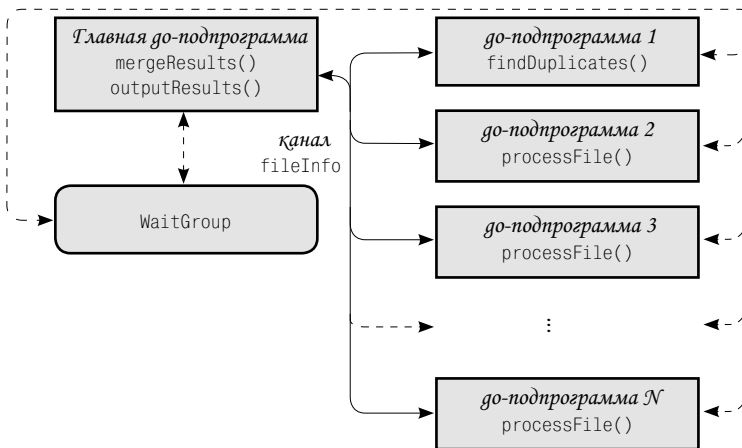 Главная go-подпрограмма
mergeResults()
outputResults()
канал
fileInfo
WaitGroup
go-подпрограмма 1
findDuplicates()
go-подпрограмма 2
processFile()
go-подпрограмма 3
processFile()
...
go-подпрограмма N
processFile()